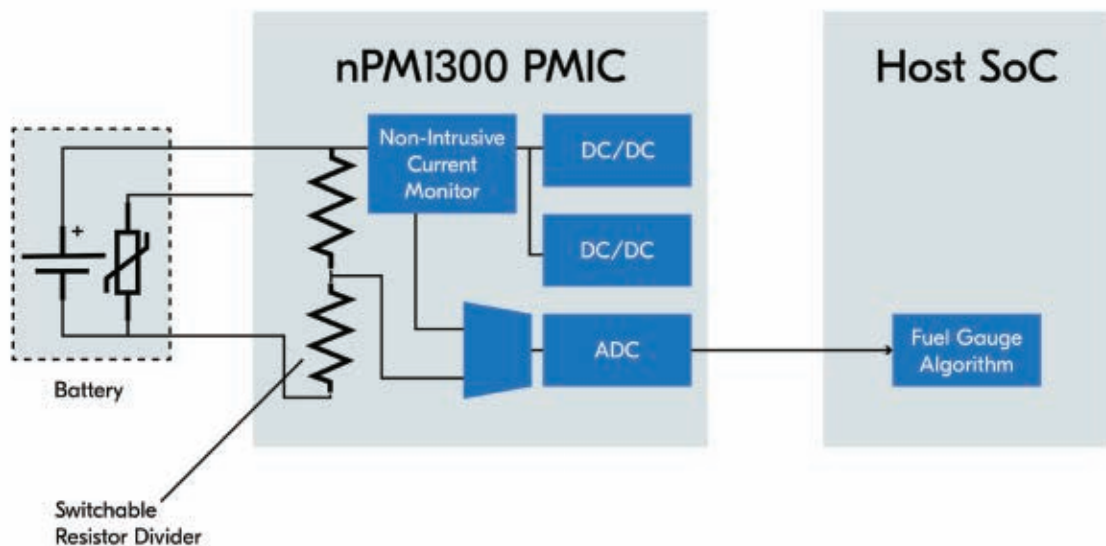 nPM1300 PMIC
Host SoC
Non-Intrusive
Current
Monitor
DC/DC
DC/DC
+
ADC
Fuel Gauge
Algorithm
Battery
Switchable
Resistor Divider